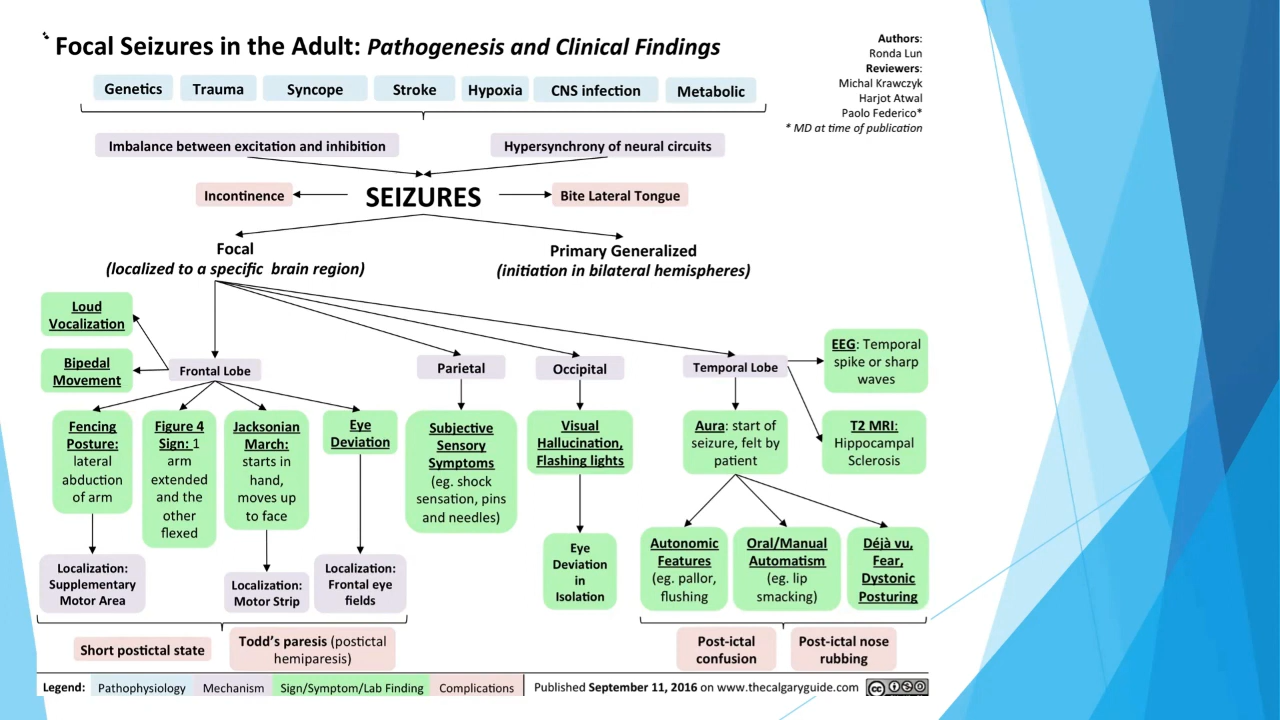 Focal Seizures in the Adult: Pathogenesis and Clinical Findings
Authors:
Ronda Lun
Reviewers:
Michal Krawczyk
Harjot Atwal
Paolo Federico*
* MD at time of publication
Genetics
Trauma
Syncope
Stroke
Hypoxia
CNS infection
Metabolic
Imbalance between excitation and inhibition
Hypersynchrony of neural circuits
Incontinence
SEIZURES
Bite Lateral Tongue
Focal
(localized to a specific brain region)
Primary Generalized
(initiation in bilateral hemispheres)
Loud
Vocalization
Bipedal
Movement
Frontal Lobe
Parietal
Occipital
Temporal Lobe
EEG: Temporal
spike or sharp
waves
Fencing
Posture:
lateral
abduction
of arm
Figure 4
Sign: 1
arm
extended
and the
other
flexed
Jacksonian
March:
starts in
hand,
moves up
to face
Eye
Deviation
Subjective
Sensory
Symptoms
(eg. shock
sensation, pins
and needles)
Visual
Hallucination,
Flashing lights
Aura: start of
seizure, felt by
patient
T2 MRI:
Hippocampal
Sclerosis
Localization:
Supplementary
Motor Area
Localization:
Motor Strip
Localization:
Frontal eye
fields
Eye
Deviation
in
Isolation
Autonomic
Features
(eg. pallor,
flushing
Oral/Manual
Automatism
(eg. lip
smacking)
Déjà vu,
Fear,
Dystonic
Posturing
Short postictal state
Todd's paresis (postictal
hemiparesis)
Post-ictal
confusion
Post-ictal nose
rubbing
Legend:
Pathophysiology
Mechanism
Sign/Symptom/Lab Finding
Complications
Published September 11, 2016 on www.thecalgaryguide.com